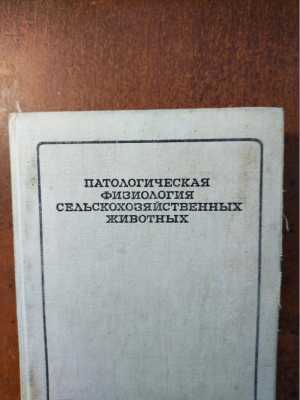 ПАТОЛОГИЧЕСКАЯ
ФИЗИОЛОГИЯ
СЕЛЬСКОХОЗЯЙСТВЕННЫХ
ЖИВОТНЫХ